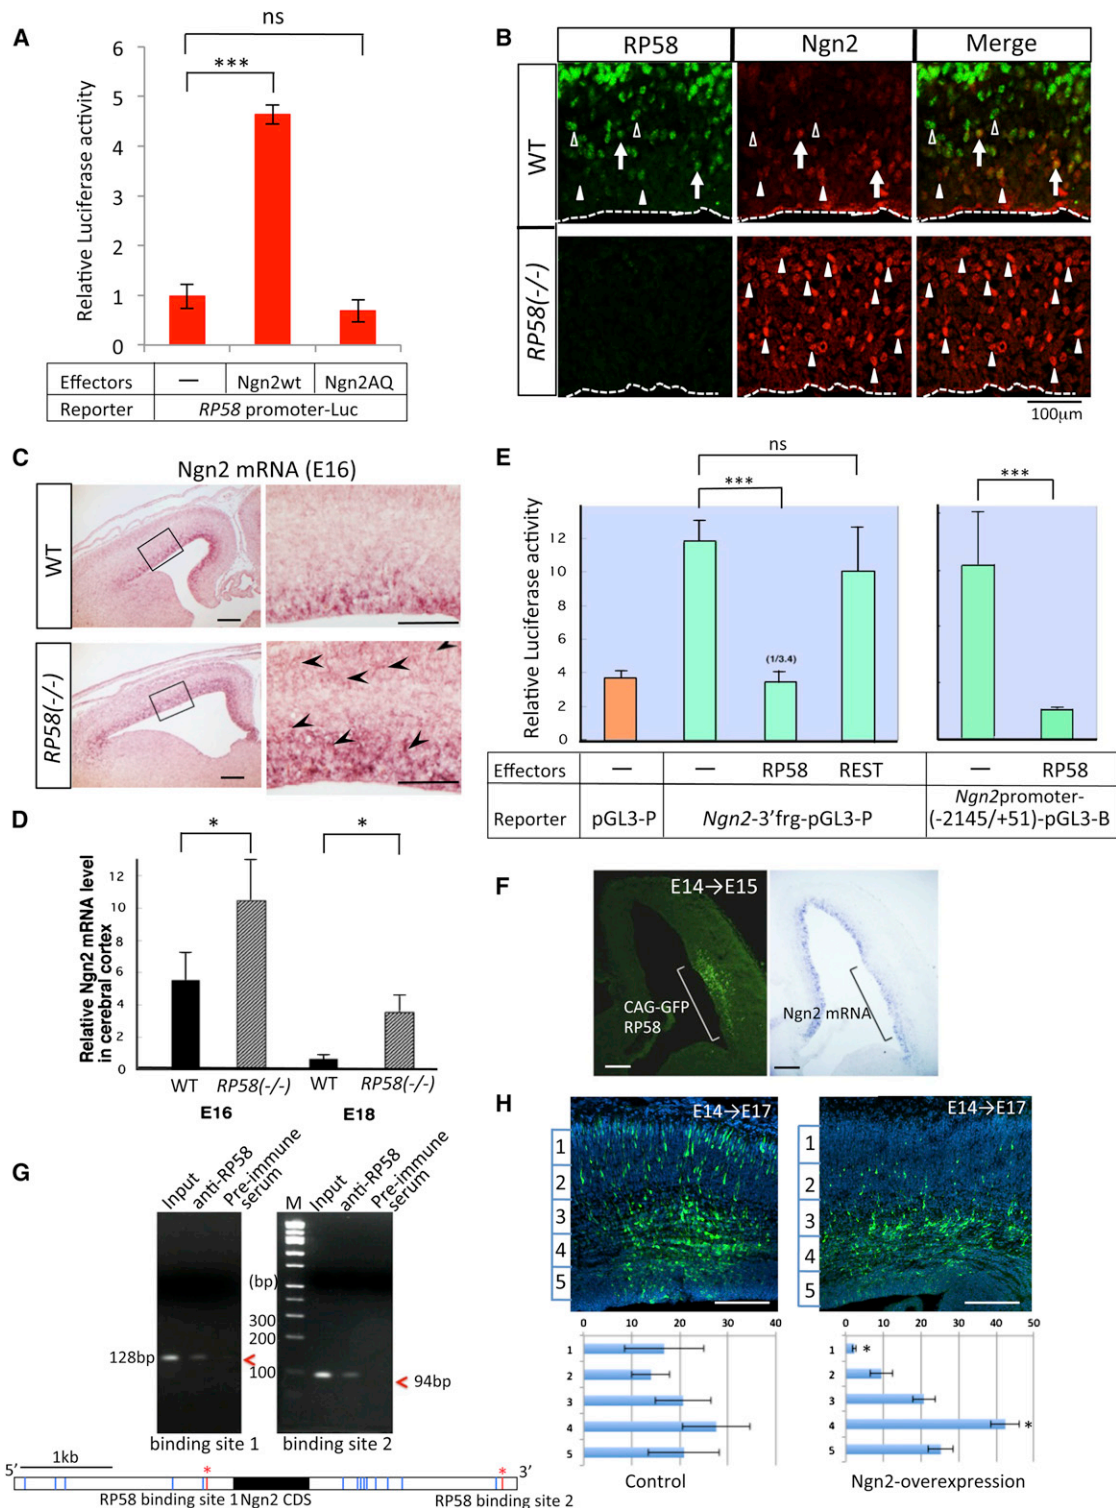 A
ns
***
Relative Luciferase activity
6
5
4
3
2
1
0
Effectors — Ngn2wt Ngn2AQ
Reporter RP58 promoter-Luc
B
RP58 Ngn2 Merge
WT
RP58(-/-)
100μm
C
Ngn2 mRNA (E16)
WT
RP58(-/-)
D
* *
Relative Ngn2 mRNA level
in cerebral cortex
12
10
8
6
4
2
0
WT RP58(-/-) WT RP58(-/-)
E16 E18
E
ns
***
***
Relative Luciferase activity
12
10
8
6
4
2
0
(1/3.4)
Effectors — — RP58 REST — RP58
Reporter pGL3-P Ngn2-3'frg-pGL3-P Ngn2promoter-
(-2145/+51)-pGL3-B
F
E14→E15
CAG-GFP
RP58
Ngn2 mRNA
G
Input anti-RP58 Pre-immune serum
M Input anti-RP58 Pre-immune serum
(bp)
300
200
100
128bp
94bp
binding site 1 binding site 2
1kb
5' * * 3'
RP58 binding site 1 Ngn2 CDS RP58 binding site 2
H
E14→E17 E14→E17
1 1
2 2
3 3
4 4
5 5
0 10 20 30 40
1
2
3
4
5
Control
0 10 20 30 40 50
1 *
2
3
4 *
5
Ngn2-overexpression